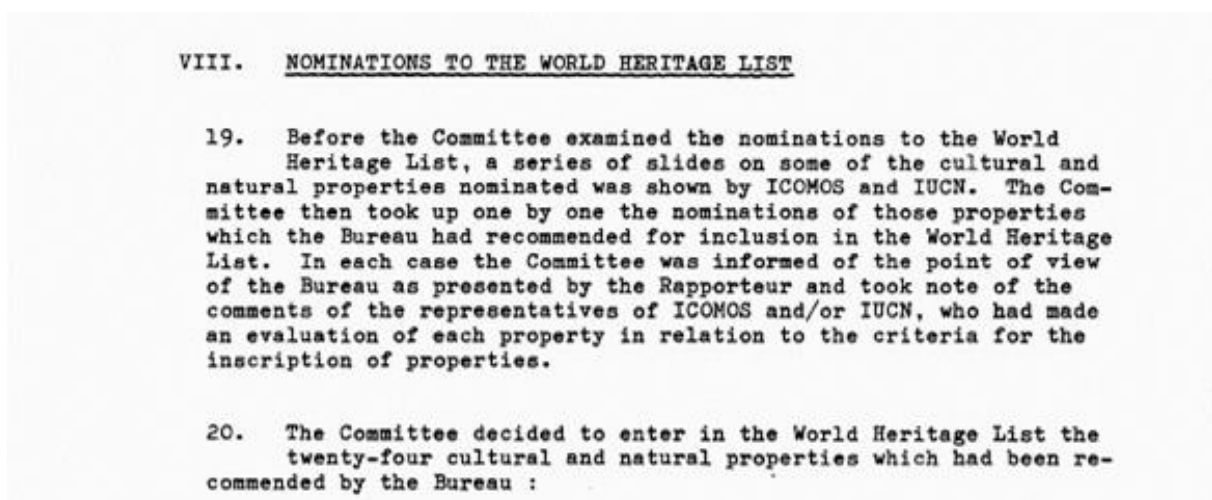 VIII. NOMINATIONS TO THE WORLD HERITAGE LIST
19. Before the Committee examined the nominations to the World
Heritage List, a series of slides on some of the cultural and
natural properties nominated was shown by ICOMOS and IUCN. The Com-
mittee then took up one by one the nominations of those properties
which the Bureau had recommended for inclusion in the World Heritage
List. In each case the Committee was informed of the point of view
of the Bureau as presented by the Rapporteur and took note of the
comments of the representatives of ICOMOS and/or IUCN, who had made
an evaluation of each property in relation to the criteria for the
inscription of properties.
20. The Committee decided to enter in the World Heritage List the
twenty-four cultural and natural properties which had been re-
commended by the Bureau :